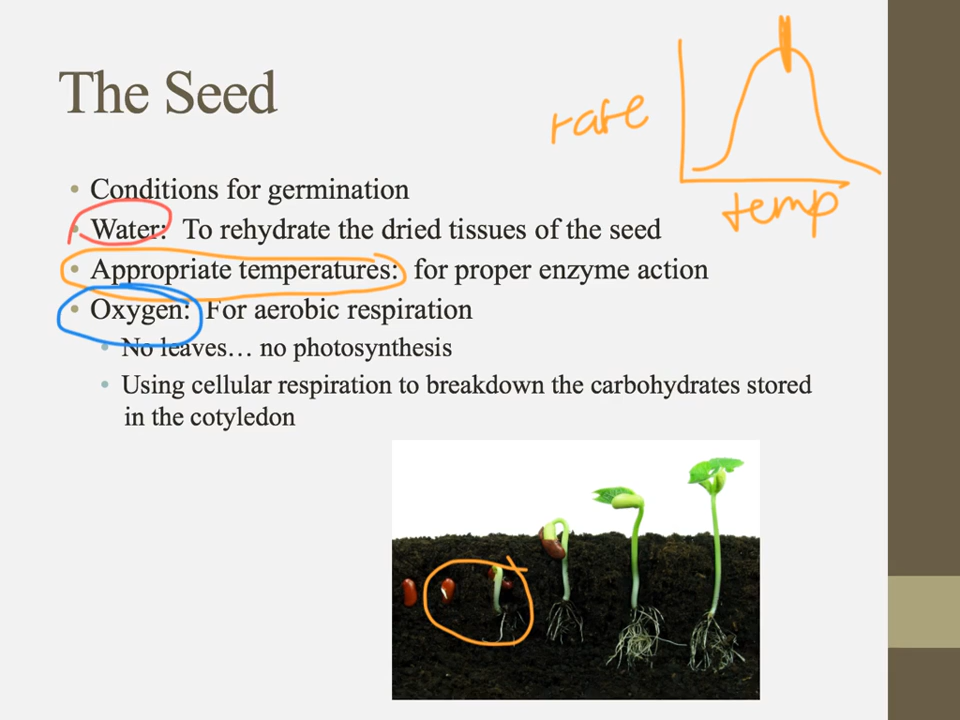 The Seed
rate
temp
Conditions for germination
Water: To rehydrate the dried tissues of the seed
Appropriate temperatures: for proper enzyme action
Oxygen: For aerobic respiration
No leaves… no photosynthesis
Using cellular respiration to breakdown the carbohydrates stored
in the cotyledon